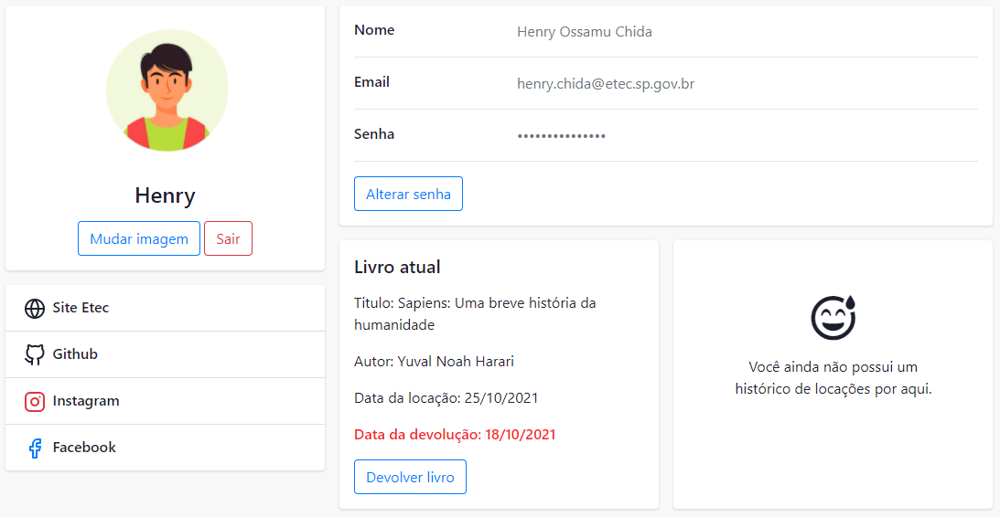 Henry
Mudar imagem
Sair
Site Etec
Github
Instagram
Facebook
Nome
Henry Ossamu Chida
Email
henry.chida@etec.sp.gov.br
Senha
•••••••••••••••
Alterar senha
Livro atual
Titulo: Sapiens: Uma breve história da
humanidade
Autor: Yuval Noah Harari
Data da locação: 25/10/2021
Data da devolução: 18/10/2021
Devolver livro
Você ainda não possui um
histórico de locações por aqui.